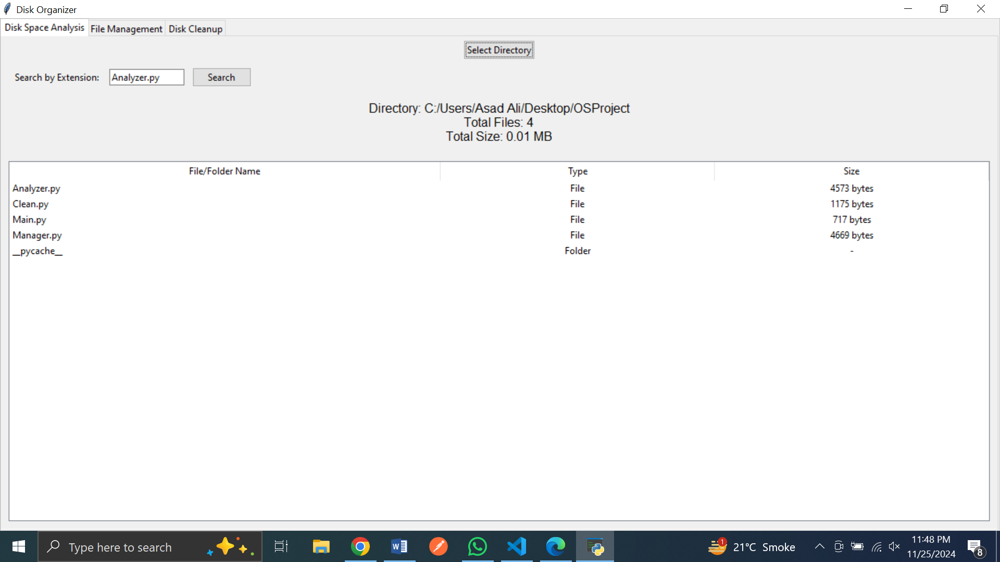 Disk Organizer
Disk Space Analysis File Management Disk Cleanup
Select Directory
Search by Extension: Analyzer.py Search
Directory: C:/Users/Asad Ali/Desktop/OSProject
Total Files: 4
Total Size: 0.01 MB
File/Folder Name Type Size
Analyzer.py File 4573 bytes
Clean.py File 1175 bytes
Main.py File 717 bytes
Manager.py File 4669 bytes
__pycache__ Folder -
Type here to search
W
1
21°C Smoke
11:48 PM
11/25/2024
8